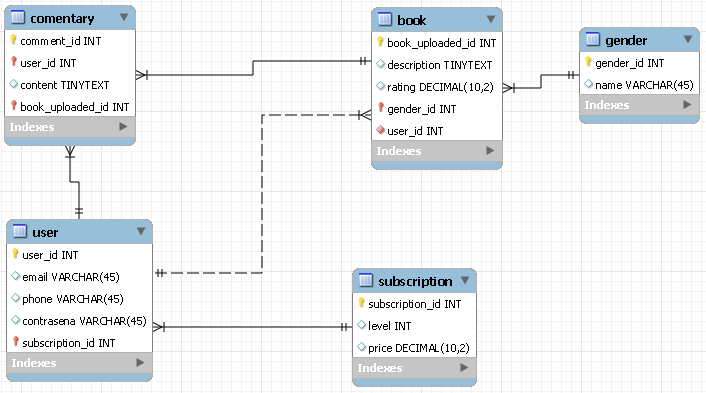 comentary
comment_id INT
user_id INT
content TINYTEXT
book_uploaded_id INT
Indexes
book
book_uploaded_id INT
description TINYTEXT
rating DECIMAL(10,2)
gender_id INT
user_id INT
Indexes
gender
gender_id INT
name VARCHAR(45)
Indexes
user
user_id INT
email VARCHAR(45)
phone VARCHAR(45)
contrasena VARCHAR(45)
subscription_id INT
Indexes
subscription
subscription_id INT
level INT
price DECIMAL(10,2)
Indexes